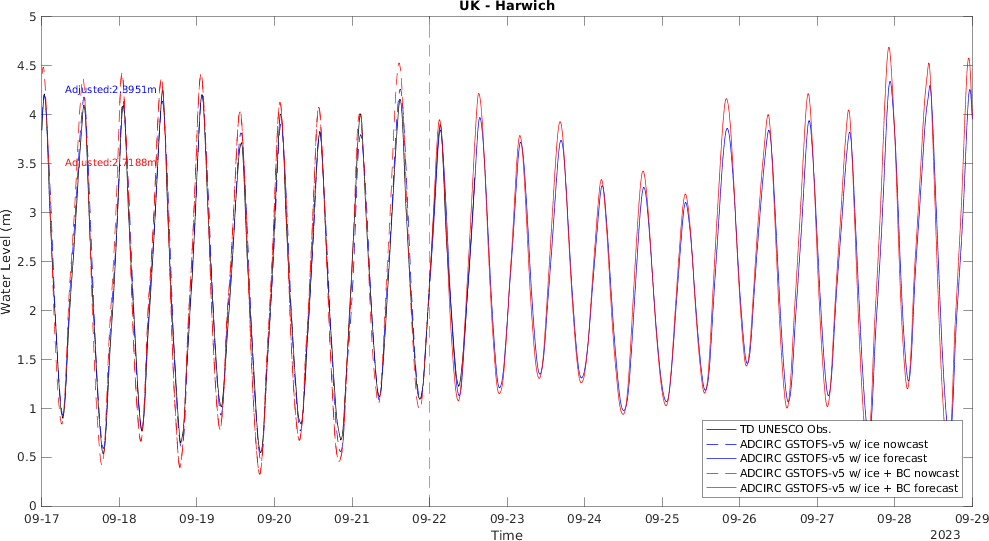 UK - Harwich
5
4.5
4
3.5
3
2.5
2
1.5
1
0.5
0
Water Level (m)
Adjusted:2.3951m
Adjusted:2.7188m
TD UNESCO Obs.
ADCIRC GSTOFS-v5 w/ ice nowcast
ADCIRC GSTOFS-v5 w/ ice forecast
ADCIRC GSTOFS-v5 w/ ice + BC nowcast
ADCIRC GSTOFS-v5 w/ ice + BC forecast
09-17 09-18 09-19 09-20 09-21 09-22 09-23 09-24 09-25 09-26 09-27 09-28 09-29
Time
2023